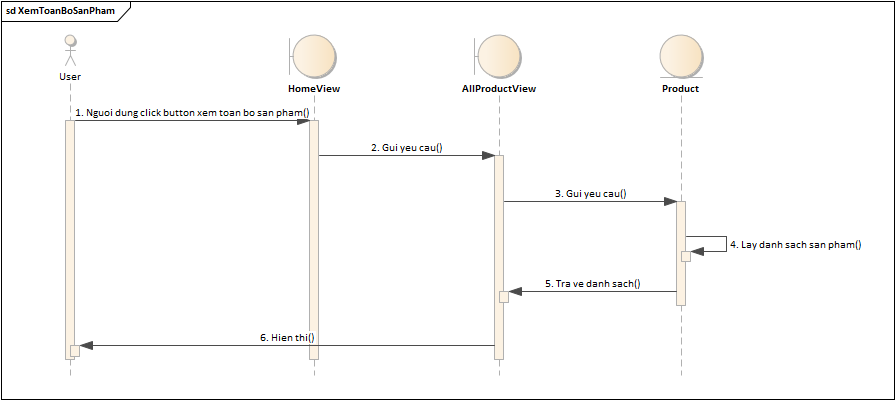 sd XemToanBoSanPham
User
HomeView
AllProductView
Product
1. Nguoi dung click button xem toan bo san pham()
2. Gui yeu cau()
3. Gui yeu cau()
4. Lay danh sach san pham()
5. Tra ve danh sach()
6. Hien thi()